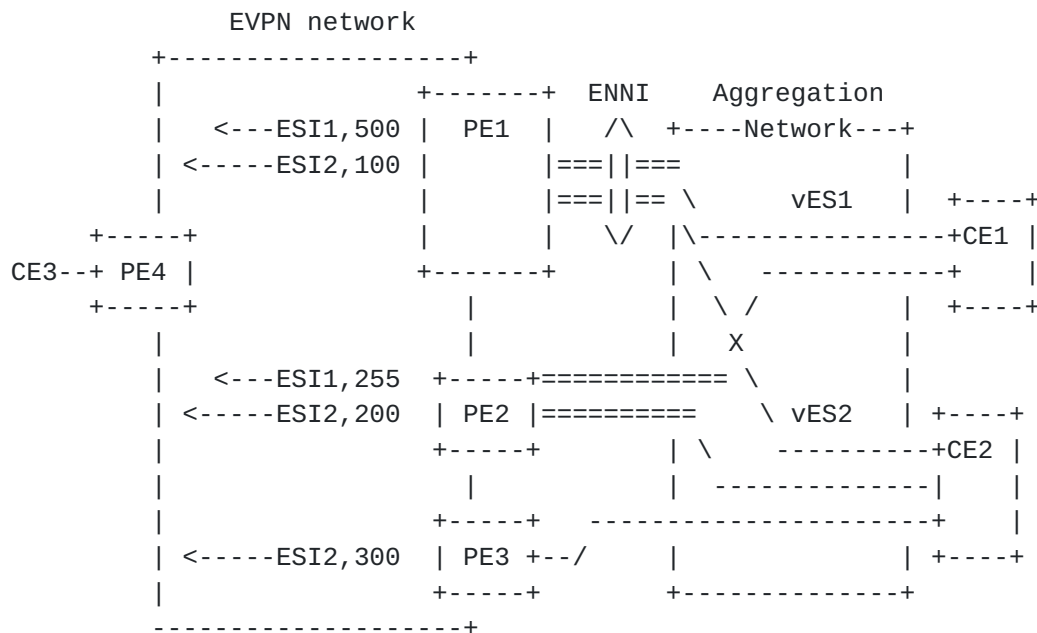 EVPN network
ENNI Aggregation
<---ESI1,500 PE1 Network
<-----ESI2,100
vES1
CE1
CE3 PE4
X
<---ESI1,255
<-----ESI2,200 PE2 vES2
CE2
<-----ESI2,300 PE3